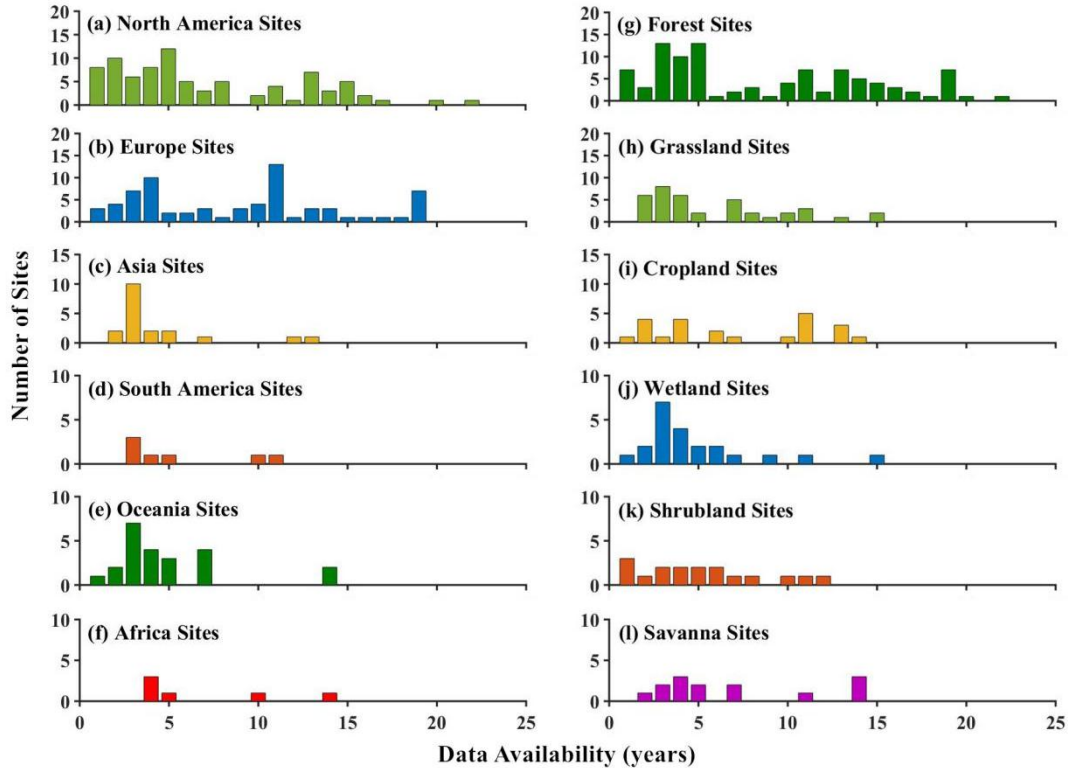 Number of Sites
(a) North America Sites
20
15
10
5
0
(b) Europe Sites
20
15
10
5
0
(c) Asia Sites
15
10
5
0
(d) South America Sites
10
5
0
(e) Oceania Sites
10
5
0
(f) Africa Sites
10
5
0
0 5 10 15 20 25
(g) Forest Sites
20
15
10
5
0
(h) Grassland Sites
20
15
10
5
0
(i) Cropland Sites
15
10
5
0
(j) Wetland Sites
10
5
0
(k) Shrubland Sites
10
5
0
(l) Savanna Sites
10
5
0
0 5 10 15 20 25
Data Availability (years)